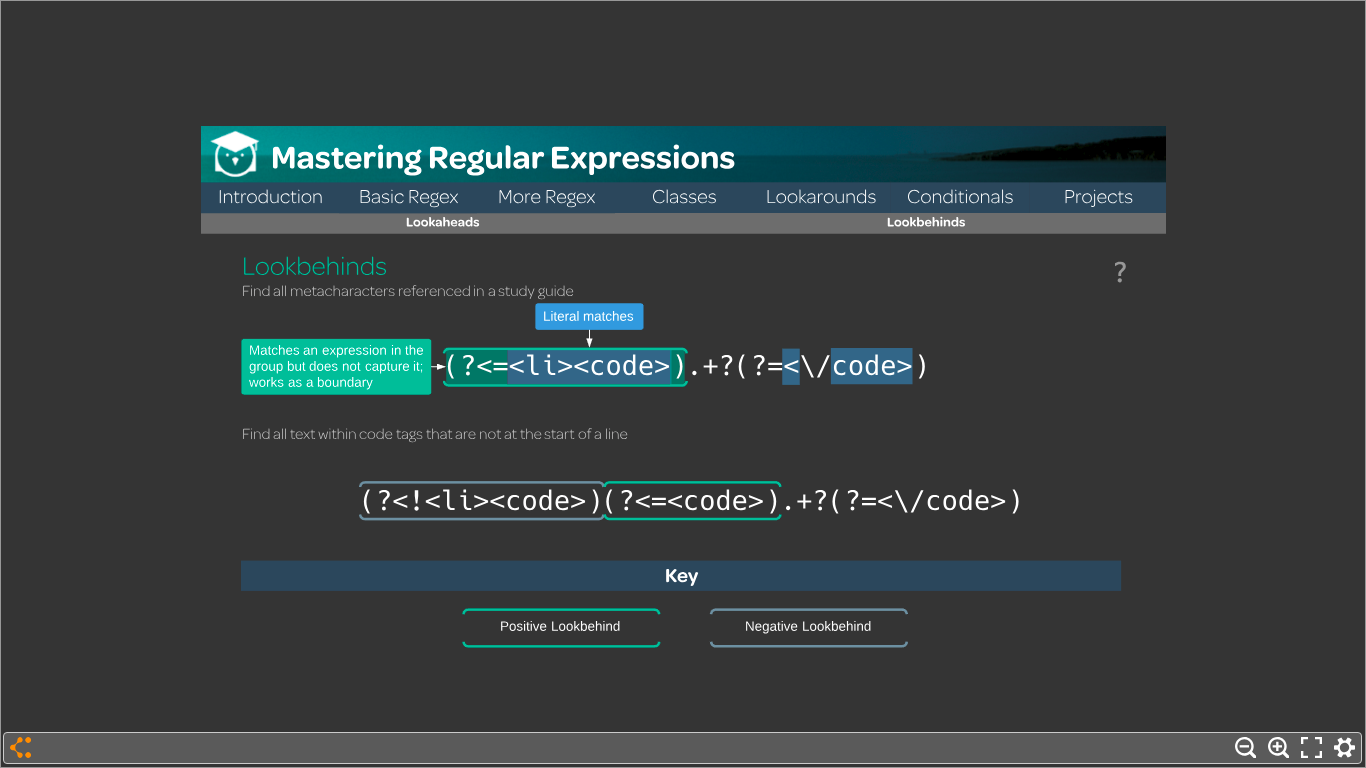 Mastering Regular Expressions
Introduction Basic Regex More Regex Classes Lookarounds Conditionals Projects
Lookaheads Lookbehinds
Lookbehinds
?
Find all metacharacters referenced in a study guide
Literal matches
Matches an expression in the
group but does not capture it;
works as a boundary
(?<=<li><code>).+?(?=<\/code>)
Find all text within code tags that are not at the start of a line
(?<!<li><code>)(?<=<code>).+?(?=<\/code>)
Key
Positive Lookbehind Negative Lookbehind